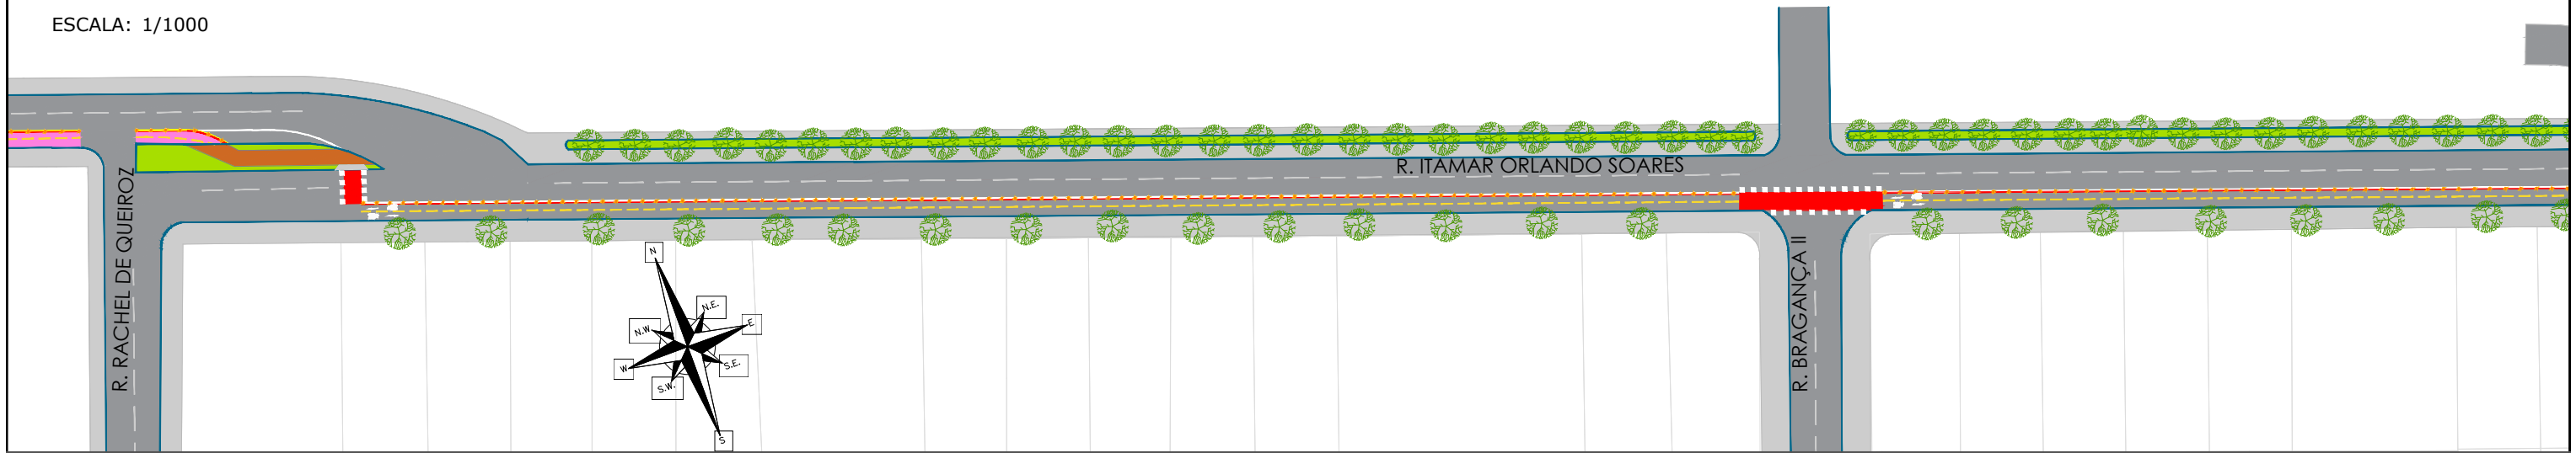 ESCALA: 1/1000
R. ITAMAR ORLANDO SOARES
R. RACHEL DE QUEIROZ
R. BRAGANÇA II
N
N.E.
N.W
E
W
S.E.
S.W.
S